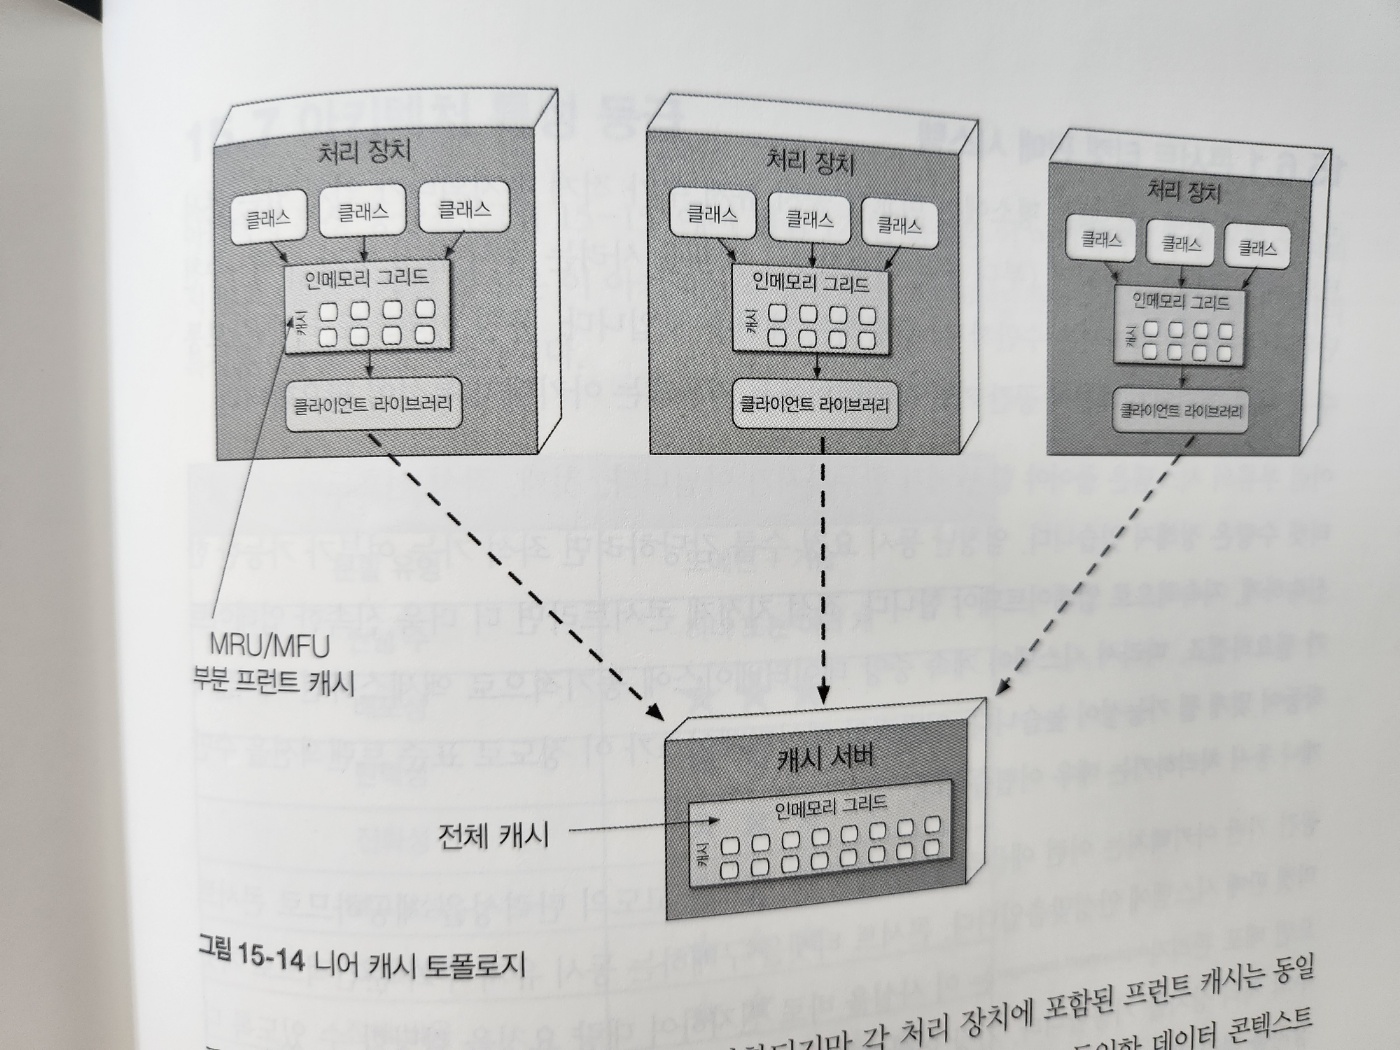 처리 장치
클래스
클래스
클래스
인메모리 그리드
캐시
클라이언트 라이브러리
처리 장치
클래스
클래스
클래스
인메모리 그리드
캐시
클라이언트 라이브러리
처리 장치
클래스
클래스
클래스
인메모리 그리드
캐시
클라이언트 라이브러리
MRU/MFU
부분 프런트 캐시
캐시 서버
인메모리 그리드
캐시
전체 캐시
그림 15-14 니어 캐시 토폴로지
각 처리 장치에 포함된 프런트 캐시는 동일
동일한 데이터 콘텍스트